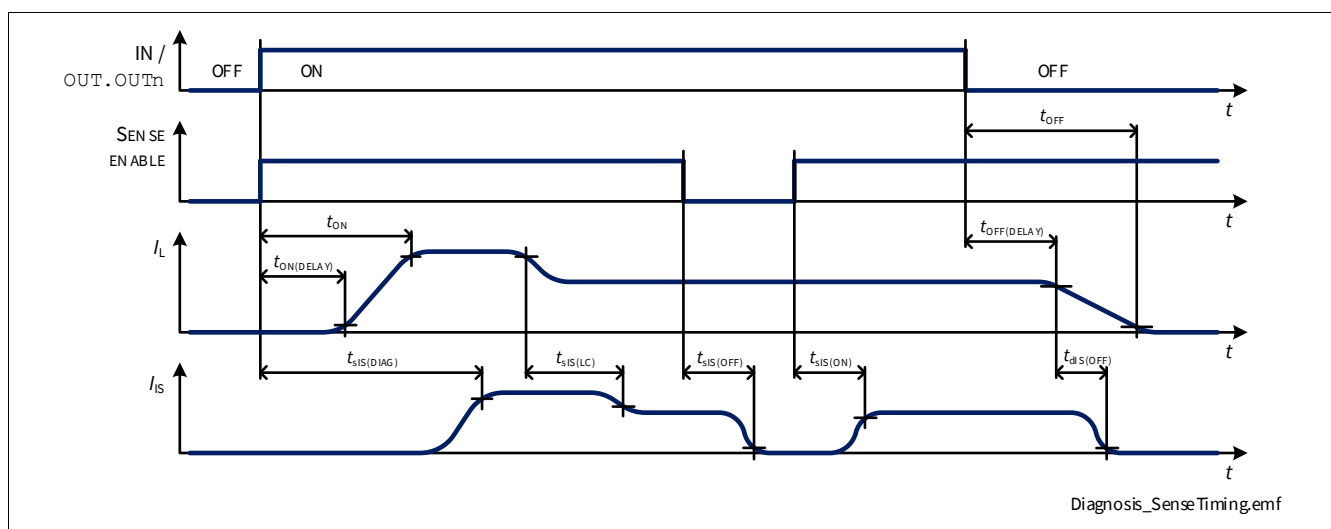 IN /
OUT.OUTn
OFF
ON
OFF
t
tOFF
SENSE
ENABLE
t
tON
tOFF(DELAY)
IL
tON(DELAY)
t
tsIS(DIAG)
tsIS(LC)
tsIS(OFF)
tsIS(ON)
tdIS(OFF)
IIS
t
Diagnosis_SenseTiming.emf